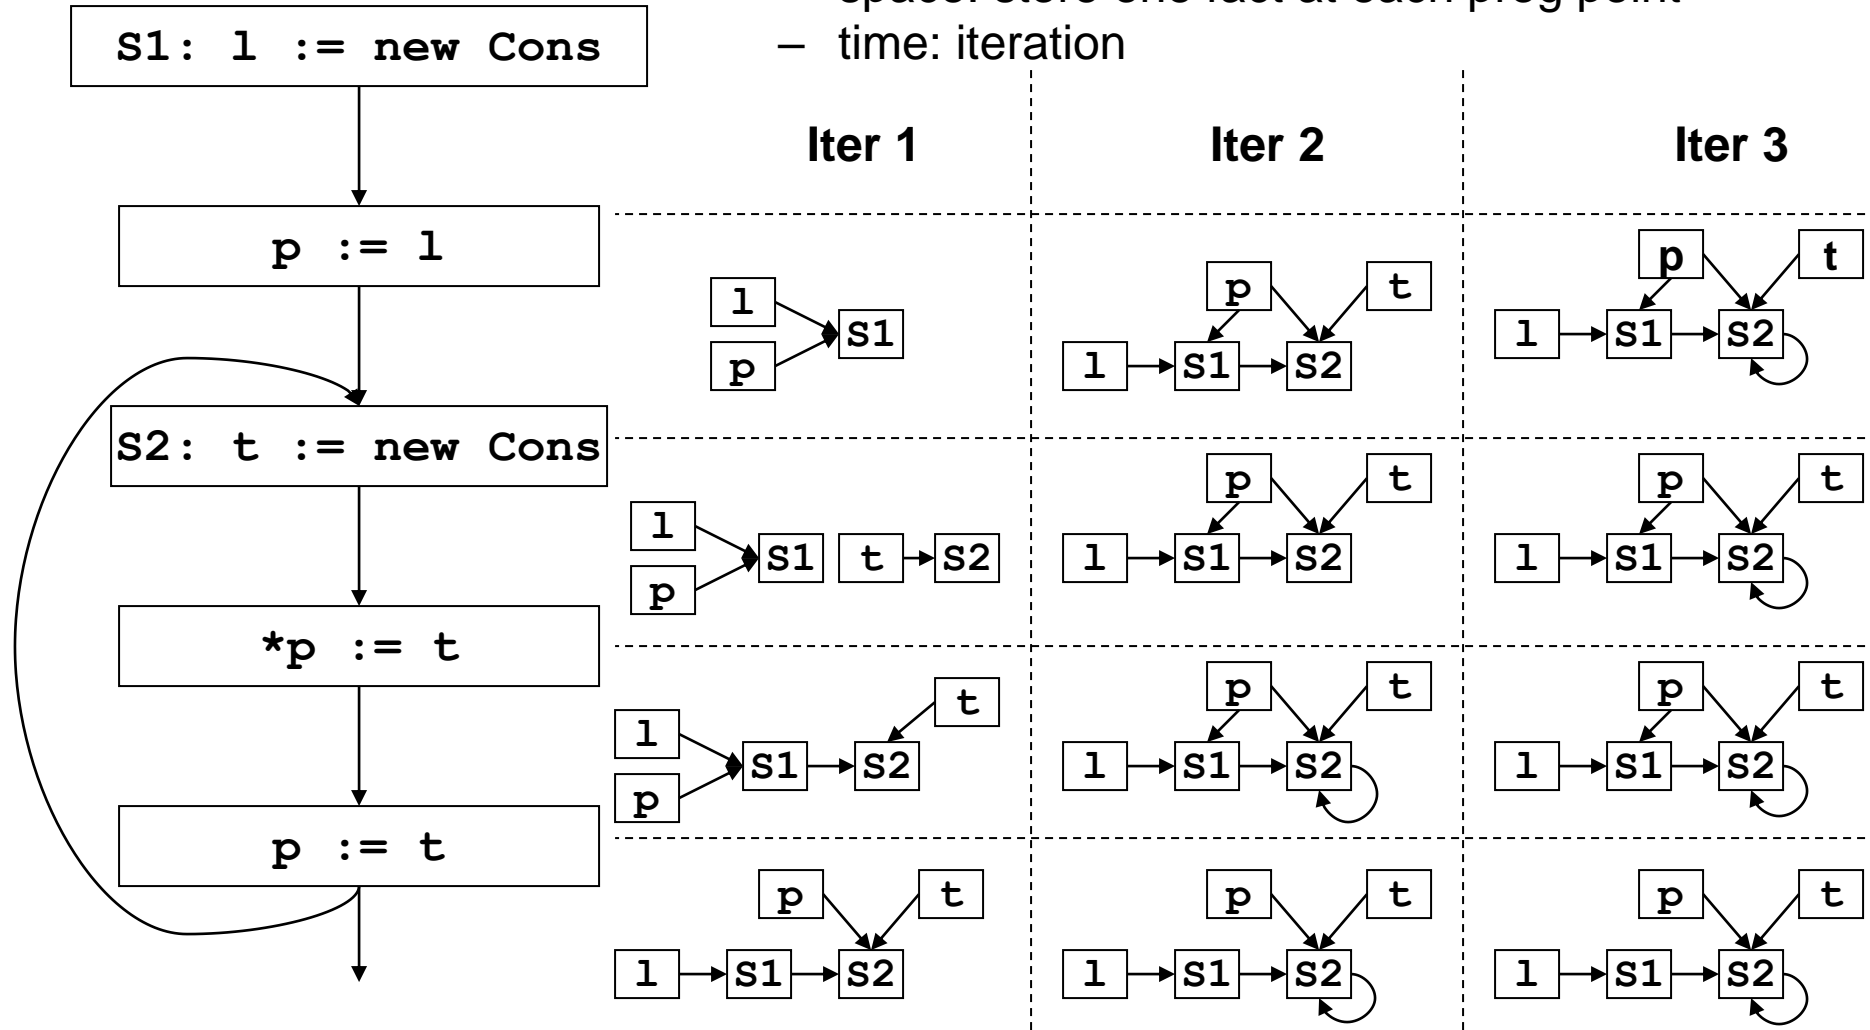 space: store one fact at each prog point
– time: iteration
S1: l := new Cons
p := l
S2: t := new Cons
*p := t
p := t
Iter 1 Iter 2 Iter 3
l
p
S1
p t
l S1 S2
p t
l S1 S2
l
p
S1 t S2
p t
l S1 S2
p t
l S1 S2
t
l
p
S1 S2
p t
l S1 S2
p t
l S1 S2
p t
l S1 S2
p t
l S1 S2
p t
l S1 S2